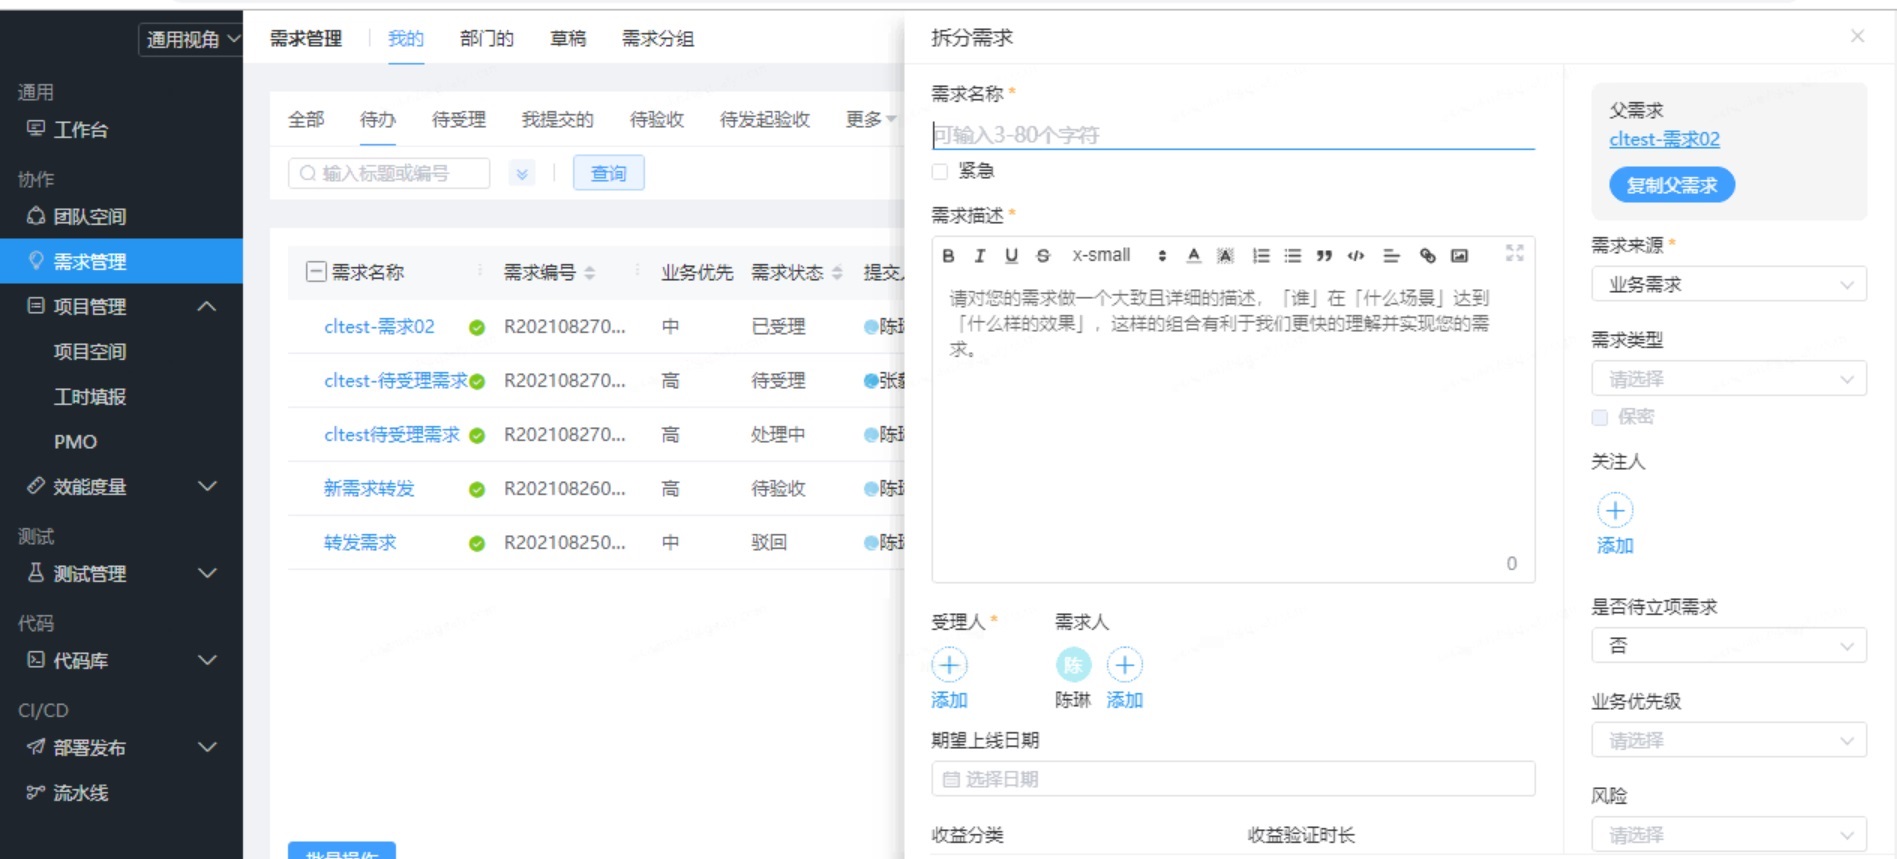 通用视角
通用
工作台
协作
团队空间
需求管理
项目管理
项目空间
工时填报
PMO
效能度量
测试
测试管理
代码
代码库
CI/CD
部署发布
流水线
需求管理 我的 部门的 草稿 需求分组
全部 待办 待受理 我提交的 待验收 待发起验收 更多
输入标题或编号 查询
需求名称 需求编号 业务优先 需求状态 提交
cltest-需求02 R202108270... 中 已受理 陈
cltest-待受理需求 R202108270... 高 待受理 张
cltest待受理需求 R202108270... 高 处理中 陈
新需求转发 R202108260... 高 待验收 陈
转发需求 R202108250... 中 驳回 陈
批量操作
拆分需求
需求名称*
可输入3-80个字符
紧急
需求描述*
B I U S x-small A A
请对您的需求做一个大致且详细的描述，「谁」在「什么场景」达到
「什么样的效果」，这样的组合有利于我们更快的理解并实现您的需
求。
0
受理人* 需求人
陈
添加 陈琳 添加
期望上线日期
选择日期
收益分类 收益验证时长
父需求
cltest-需求02
复制父需求
需求来源*
业务需求
需求类型
请选择
保密
关注人
添加
是否待立项需求
否
业务优先级
请选择
风险
请选择